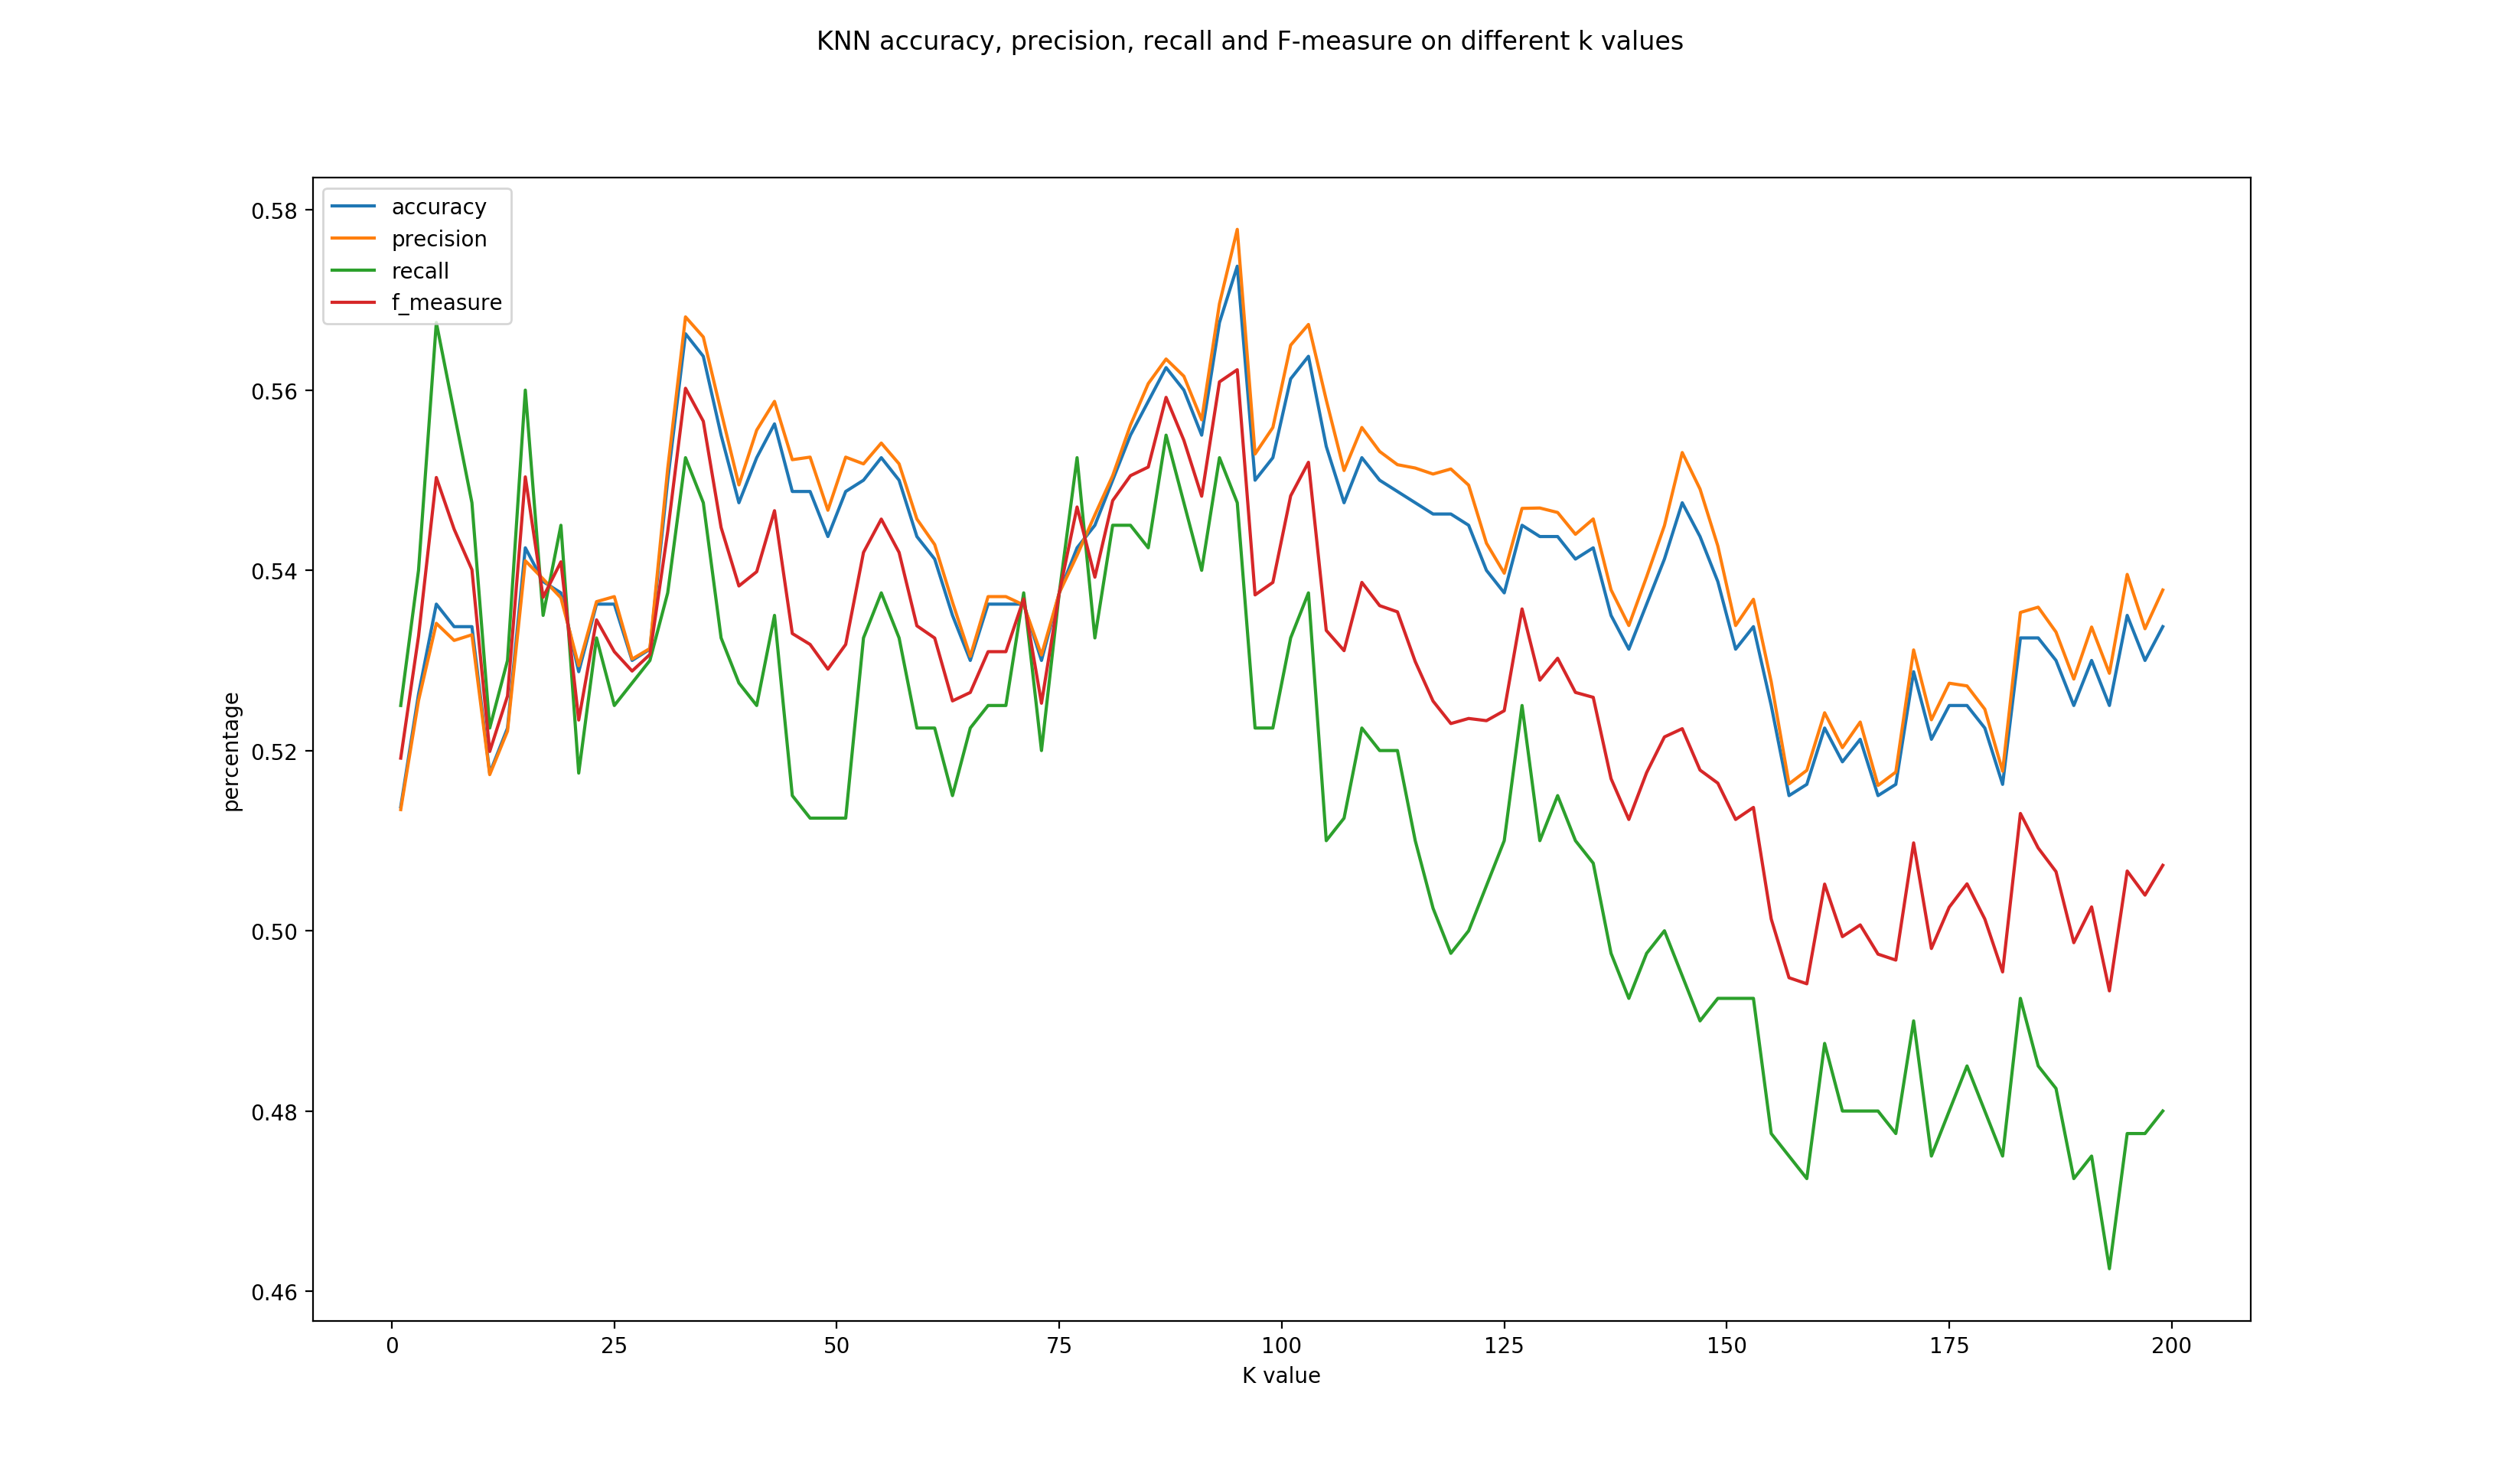 KNN accuracy, precision, recall and F-measure on different k values
accuracy
precision
recall
f_measure
0.58
0.56
0.54
0.52
0.50
0.48
0.46
percentage
0 25 50 75 100 125 150 175 200
K value